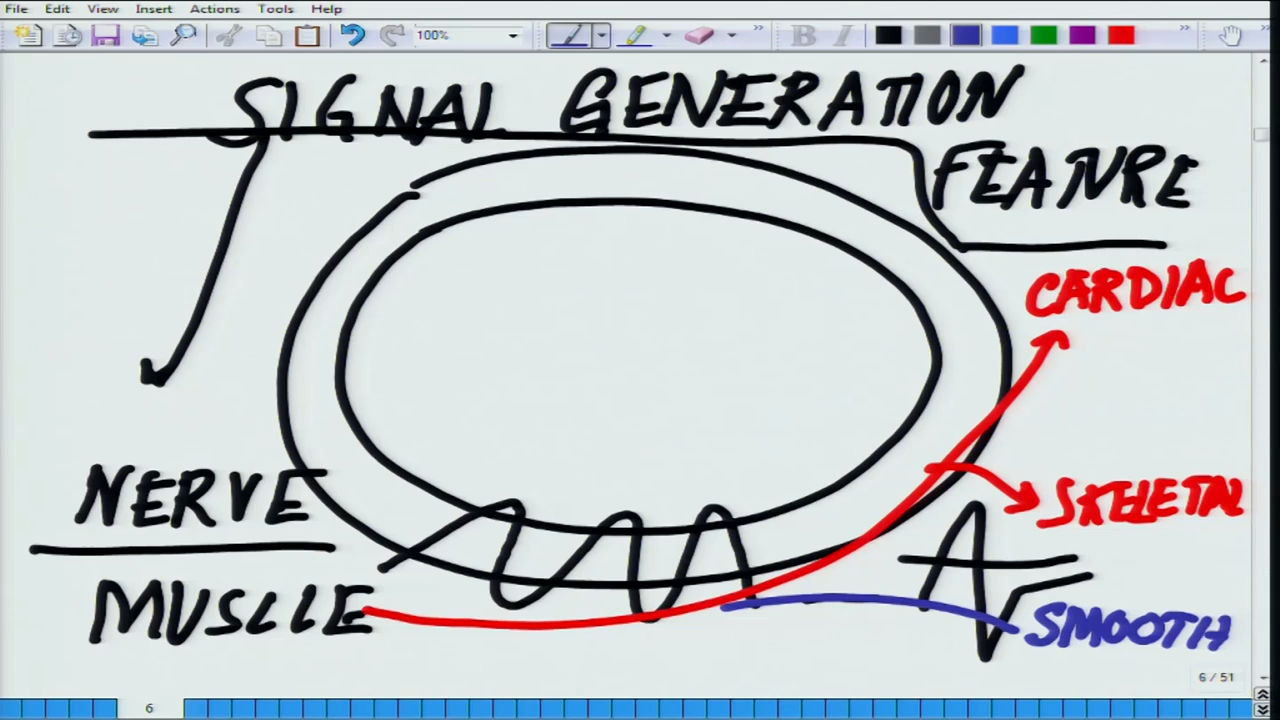 File Edit View Insert Actions Tools Help
100%
B I
SIGNAL GENERATION
FEATURE
CARDIAC
NERVE
SKELETAL
MUSCLE
SMOOTH
6 / 51
6